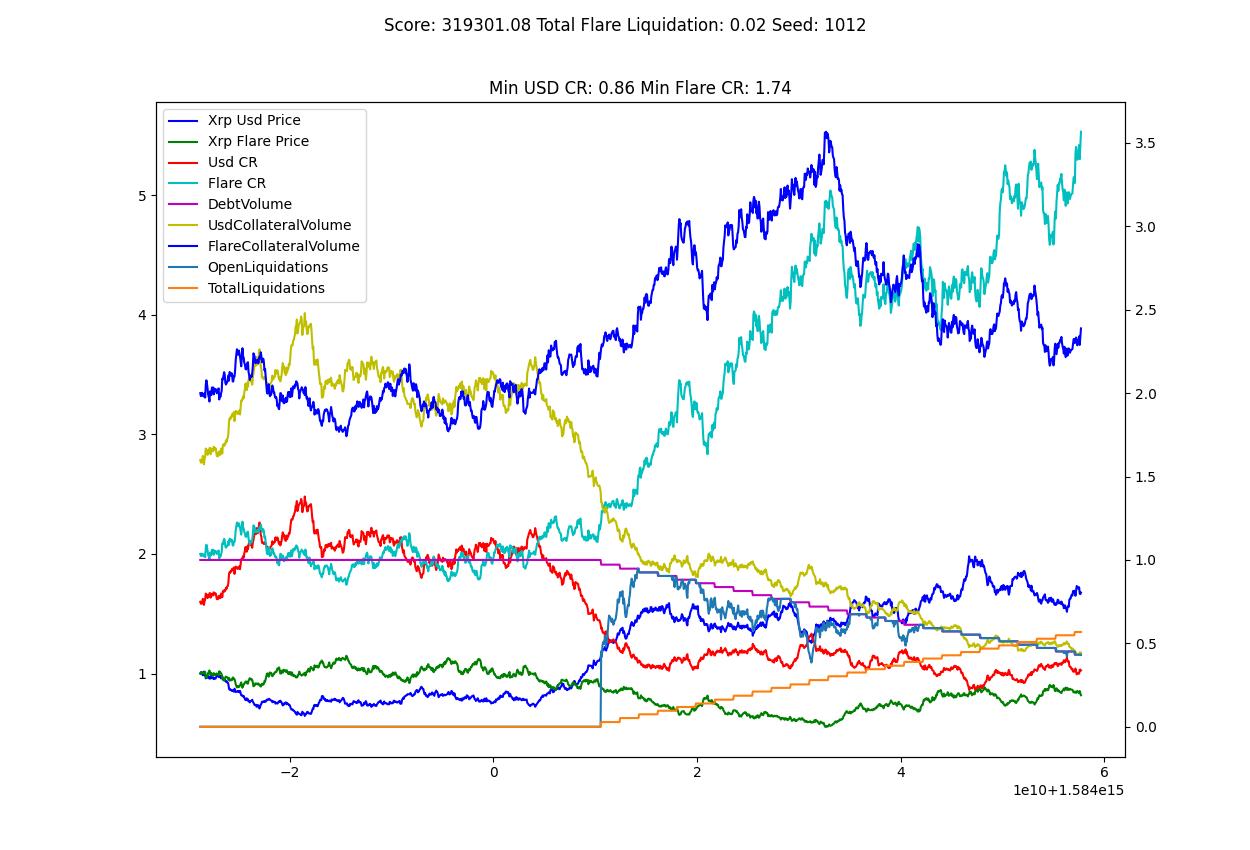 Score: 319301.08 Total Flare Liquidation: 0.02 Seed: 1012
Min USD CR: 0.86 Min Flare CR: 1.74
Xrp Usd Price
Xrp Flare Price
Usd CR
Flare CR
DebtVolume
UsdCollateralVolume
FlareCollateralVolume
OpenLiquidations
TotalLiquidations
5
4
3
2
1
3.5
3.0
2.5
2.0
1.5
1.0
0.5
0.0
−2 0 2 4 6
1e10+1.584e15